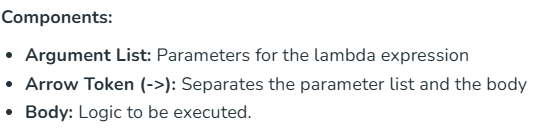 Components:
• Argument List: Parameters for the lambda expression
• Arrow Token (->): Separates the parameter list and the body
• Body: Logic to be executed.